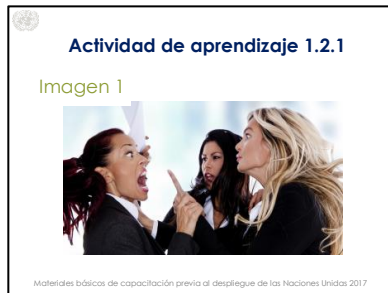 Actividad de aprendizaje 1.2.1
Imagen 1
Materiales básicos de capacitación previa al despliegue de las Naciones Unidas 2017